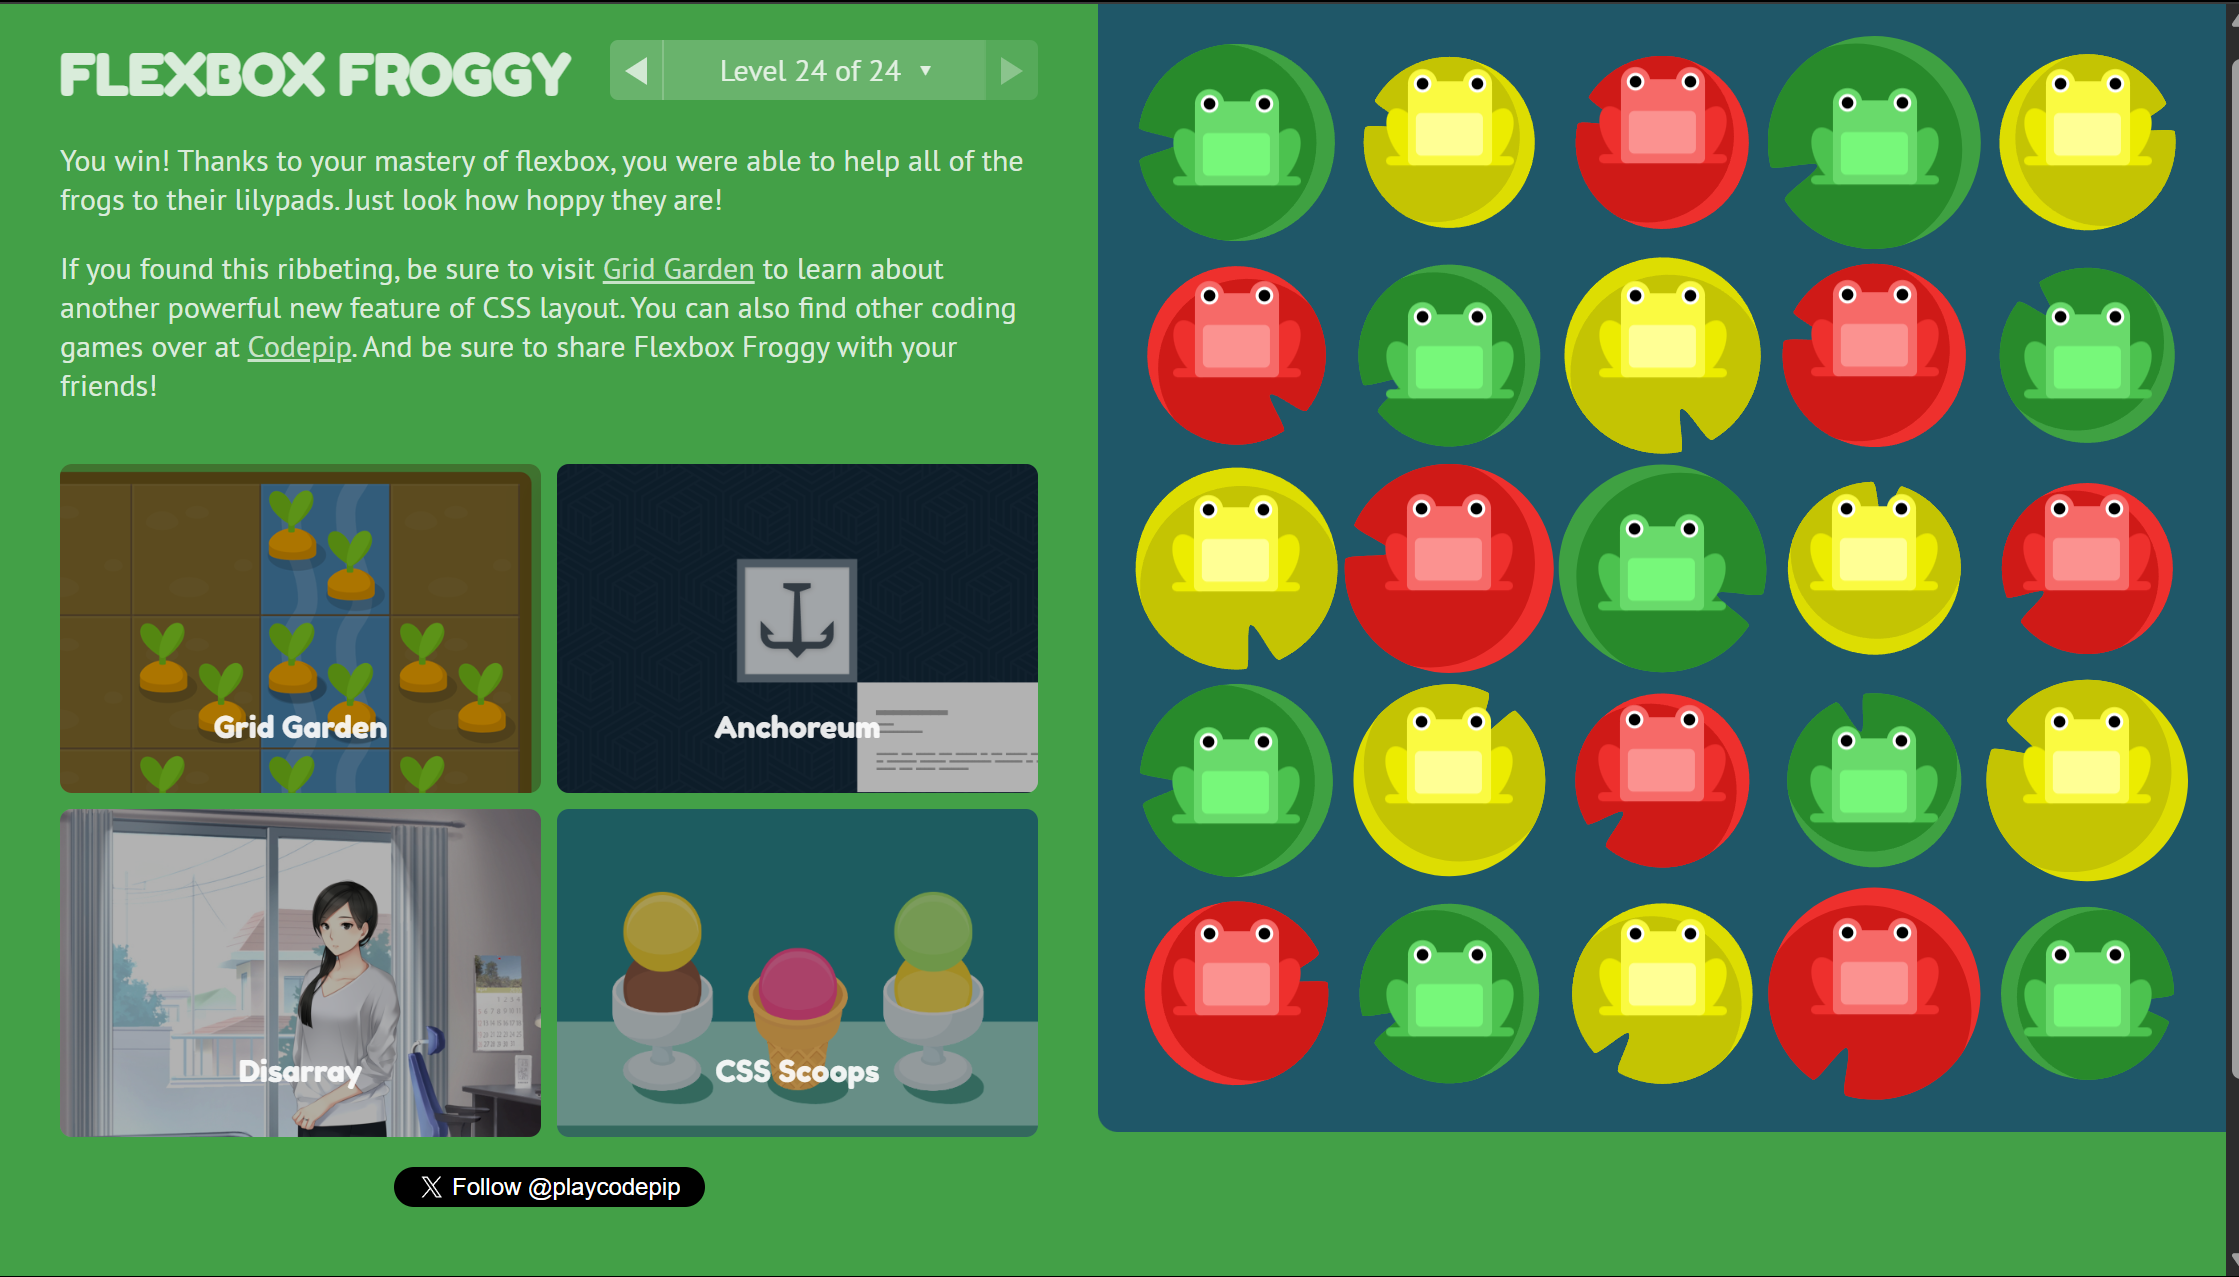 FLEXBOX FROGGY
Level 24 of 24 ▼
You win! Thanks to your mastery of flexbox, you were able to help all of the
frogs to their lilypads. Just look how hoppy they are!
If you found this ribbeting, be sure to visit Grid Garden to learn about
another powerful new feature of CSS layout. You can also find other coding
games over at Codepip. And be sure to share Flexbox Froggy with your
friends!
Grid Garden
Anchoreum
Disarray
CSS Scoops
Follow @playcodepip